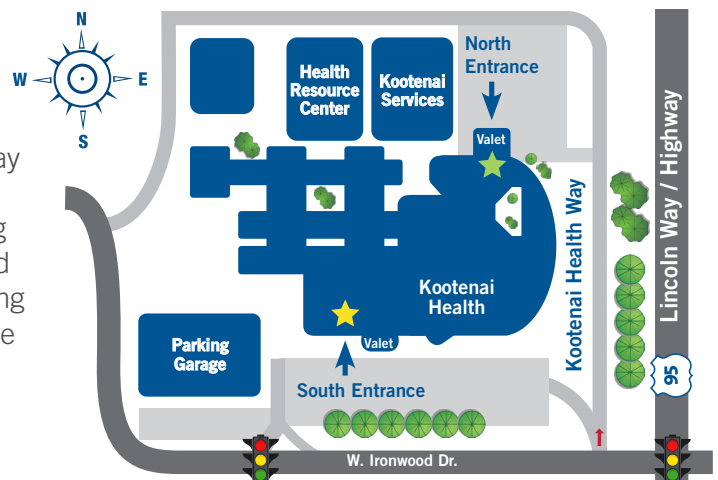 N
W
E
S
North
Entrance
Health
Resource
Center
Kootenai
Services
Valet
Kootenai Health Way
Lincoln Way / Highway
95
Kootenai
Health
Parking
Garage
Valet
South Entrance
W. Ironwood Dr.